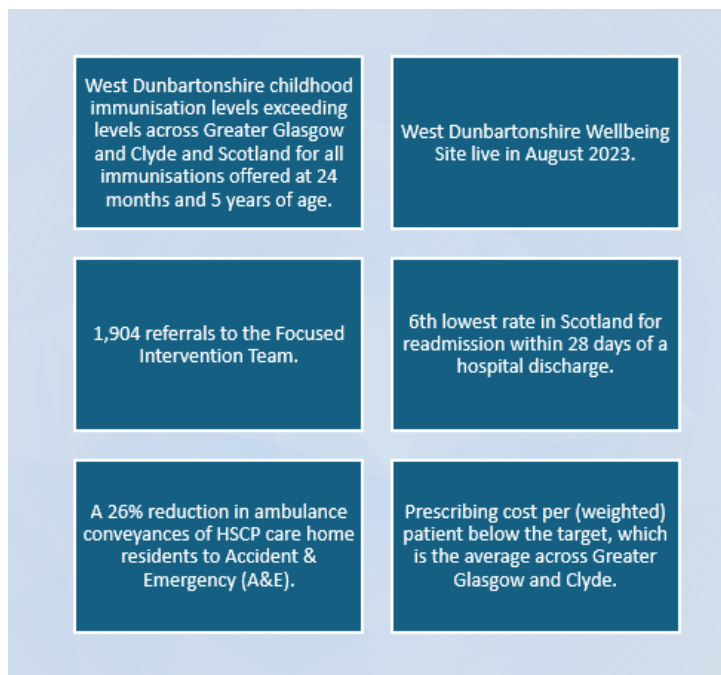 West Dunbartonshire childhood
immunisation levels exceeding
levels across Greater Glasgow
and Clyde and Scotland for all
immunisations offered at 24
months and 5 years of age.
West Dunbartonshire Wellbeing
Site live in August 2023.
1,904 referrals to the Focused
Intervention Team.
6th lowest rate in Scotland for
readmission within 28 days of a
hospital discharge.
A 26% reduction in ambulance
conveyances of HSCP care home
residents to Accident &
Emergency (A&E).
Prescribing cost per (weighted)
patient below the target, which
is the average across Greater
Glasgow and Clyde.